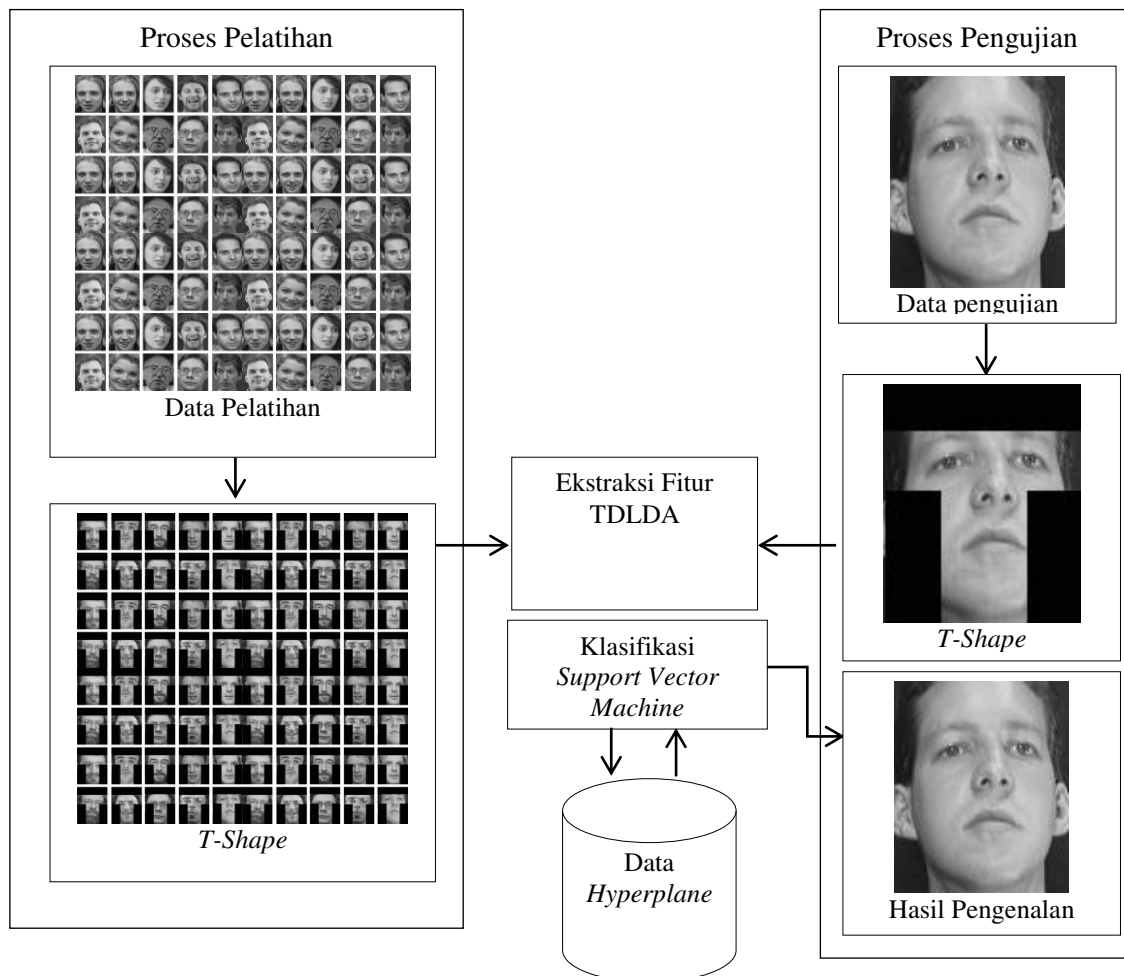 Proses Pelatihan
Data Pelatihan
T-Shape
Ekstraksi Fitur
TDLDA
Klasifikasi
Support Vector
Machine
Data
Hyperplane
Proses Pengujian
Data pengujian
T-Shape
Hasil Pengenalan